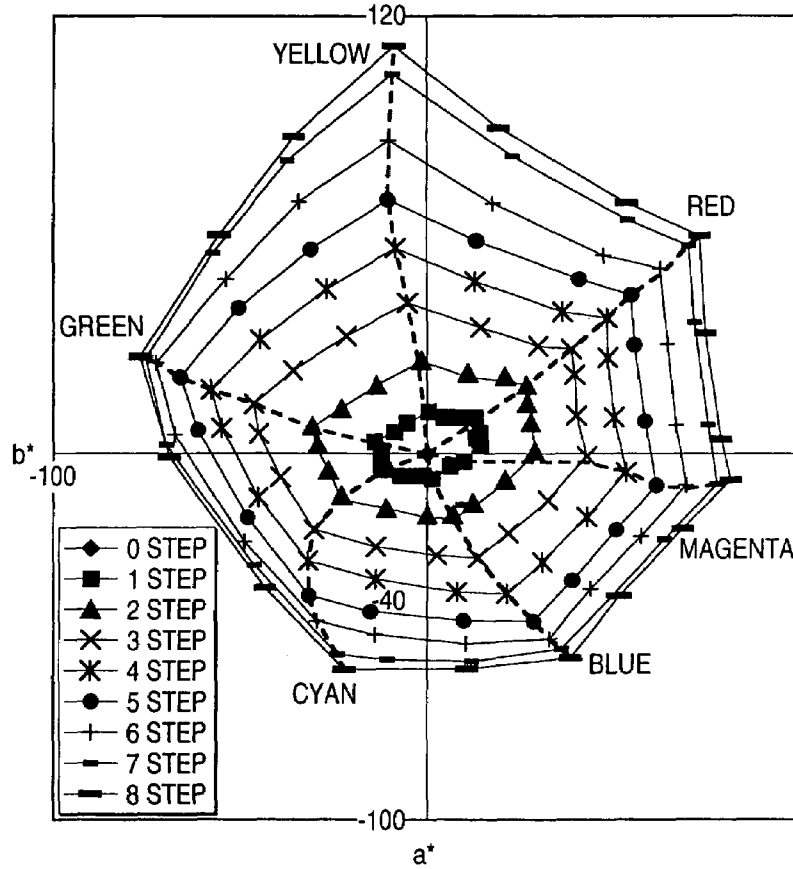 120
YELLOW
RED
GREEN
b*
-100
MAGENTA
0 STEP
1 STEP
2 STEP
3 STEP
4 STEP
5 STEP
6 STEP
7 STEP
8 STEP
40
BLUE
CYAN
-100
a*